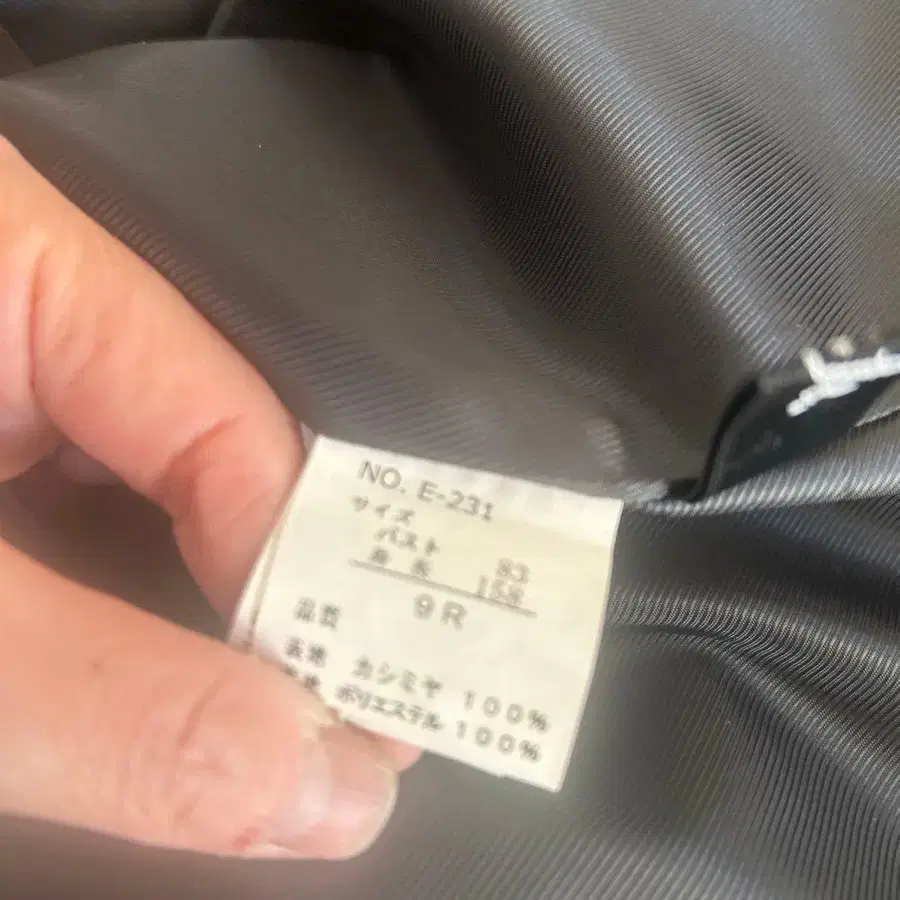 NO. E-231
サイズ
バスト 83
身長 158
9R
品質
表地 カシミヤ 100%
ポリエステル 100%